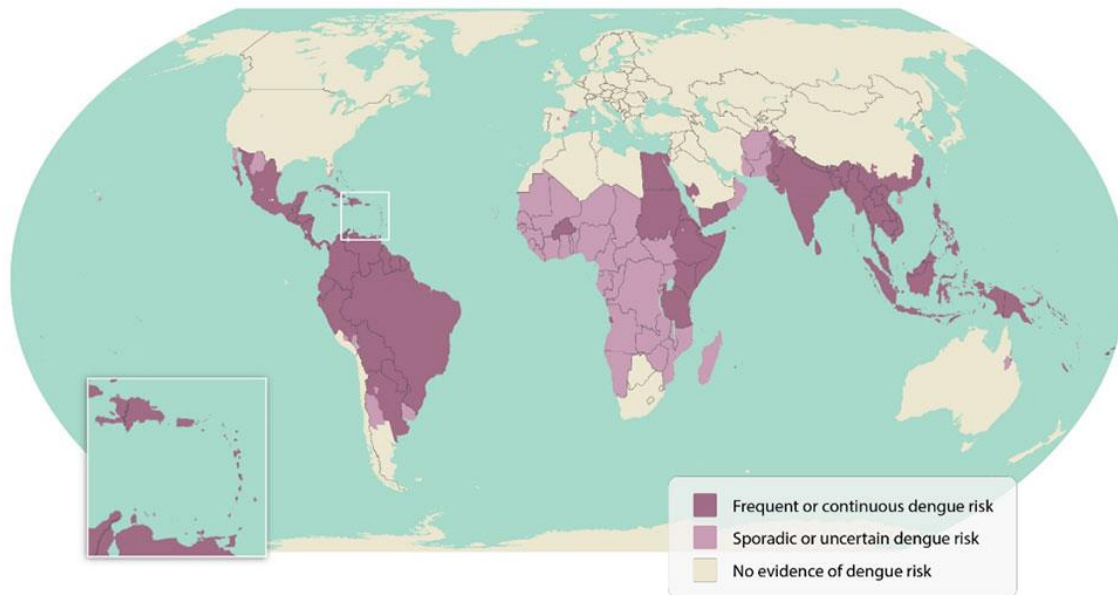 Frequent or continuous dengue risk
Sporadic or uncertain dengue risk
No evidence of dengue risk